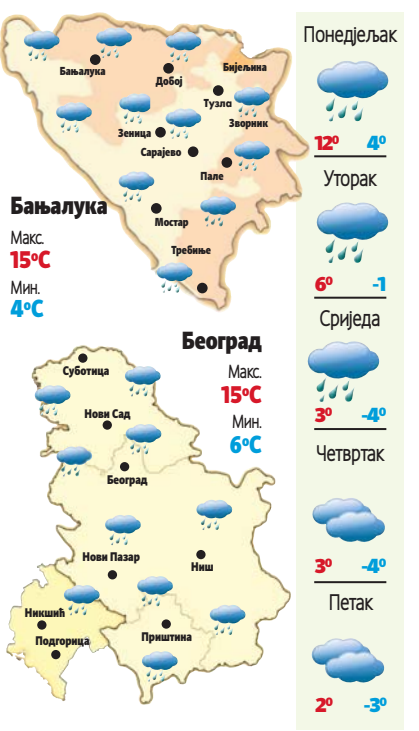 Бањалука
Добој
Бијељина
Тузла
Зворник
Зеница
Сарајево
Пале
Мостар
Требиње
Бањалука
Макс.
15ºC
Мин.
4ºC
Београд
Макс.
15ºC
Мин.
6ºC
Суботица
Нови Сад
Београд
Нови Пазар
Ниш
Никшић
Подгорица
Приштина
Понедјељак
12º 4º
Уторак
6º -1
Сриједа
3º -4º
Четвртак
3º -4º
Петак
2º -3º